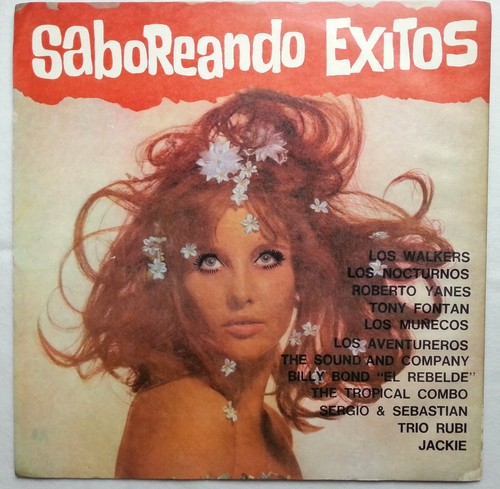 SaboReando EXiTOS
LOS WALKERS
LOS NOCTURNOS
ROBERTO YANES
TONY FONTAN
LOS MUÑECOS
LOS AVENTUREROS
THE SOUND AND COMPANY
BILLY BOND "EL REBELDE"
THE TROPICAL COMBO
SERGIO & SEBASTIAN
TRIO RUBI
JACKIE